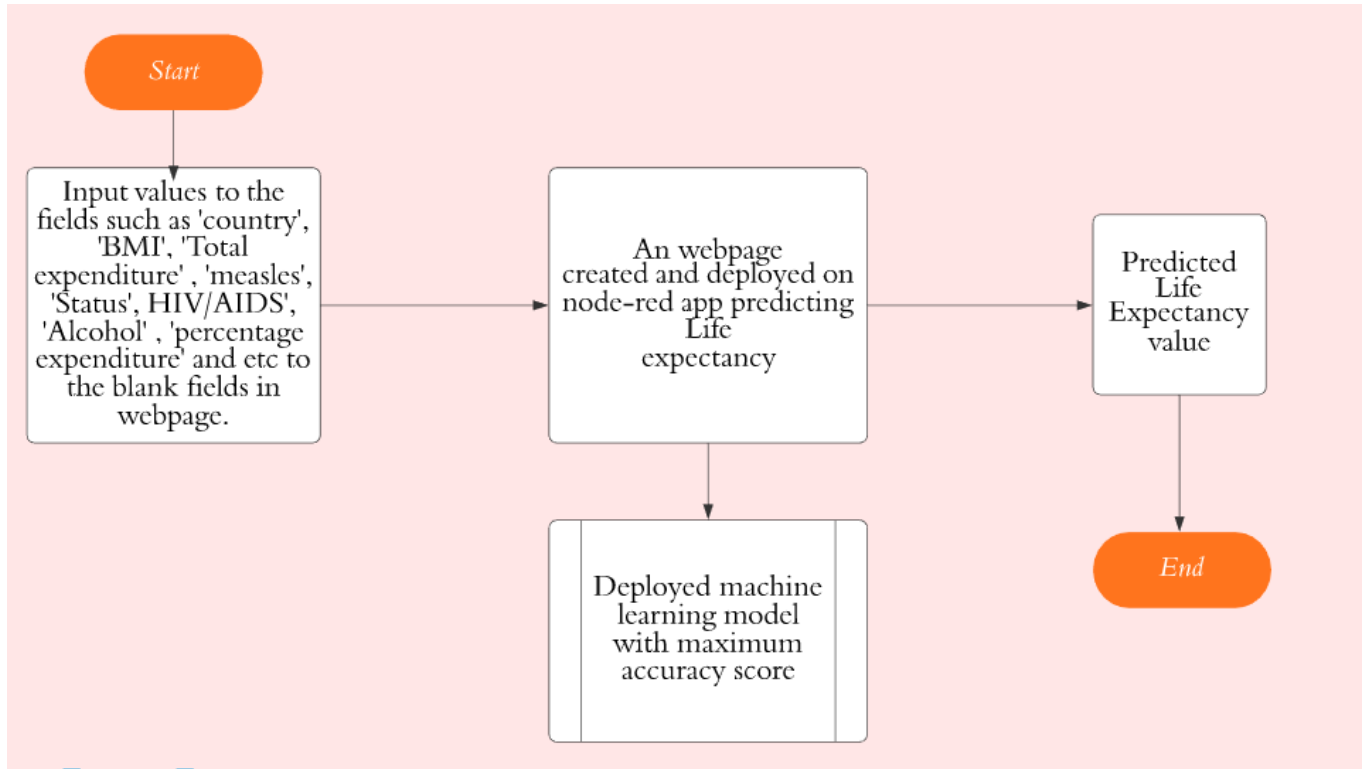 Start
Input values to the
fields such as 'country',
'BMI', 'Total
expenditure' , 'measles',
'Status', HIV/AIDS',
'Alcohol' , 'percentage
expenditure' and etc to
the blank fields in
webpage.
An webpage
created and deployed on
node-red app predicting
Life
expectancy
Predicted
Life
Expectancy
value
Deployed machine
learning model
with maximum
accuracy score
End